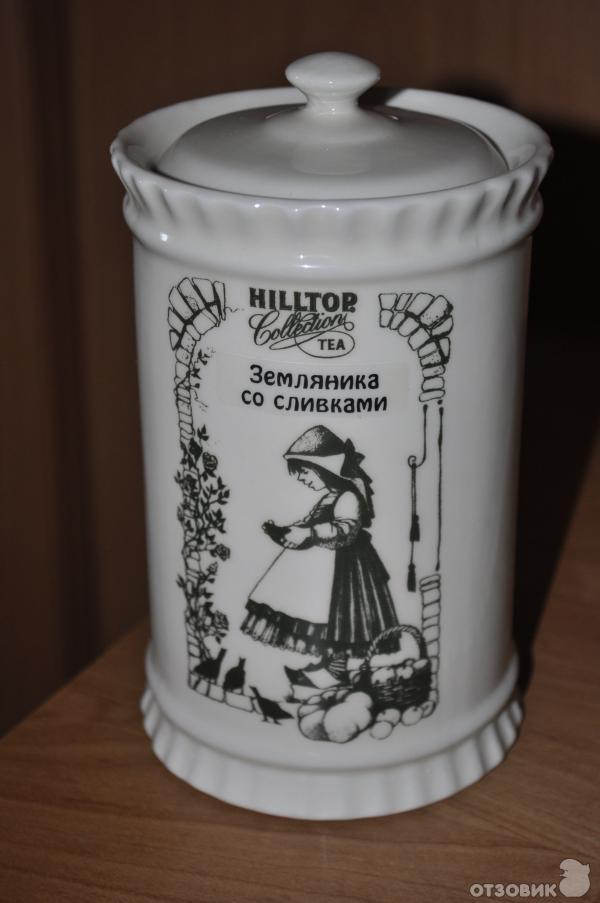 HILLTOP
Collection
TEA
Земляника
со сливками
ОТЗОВИК